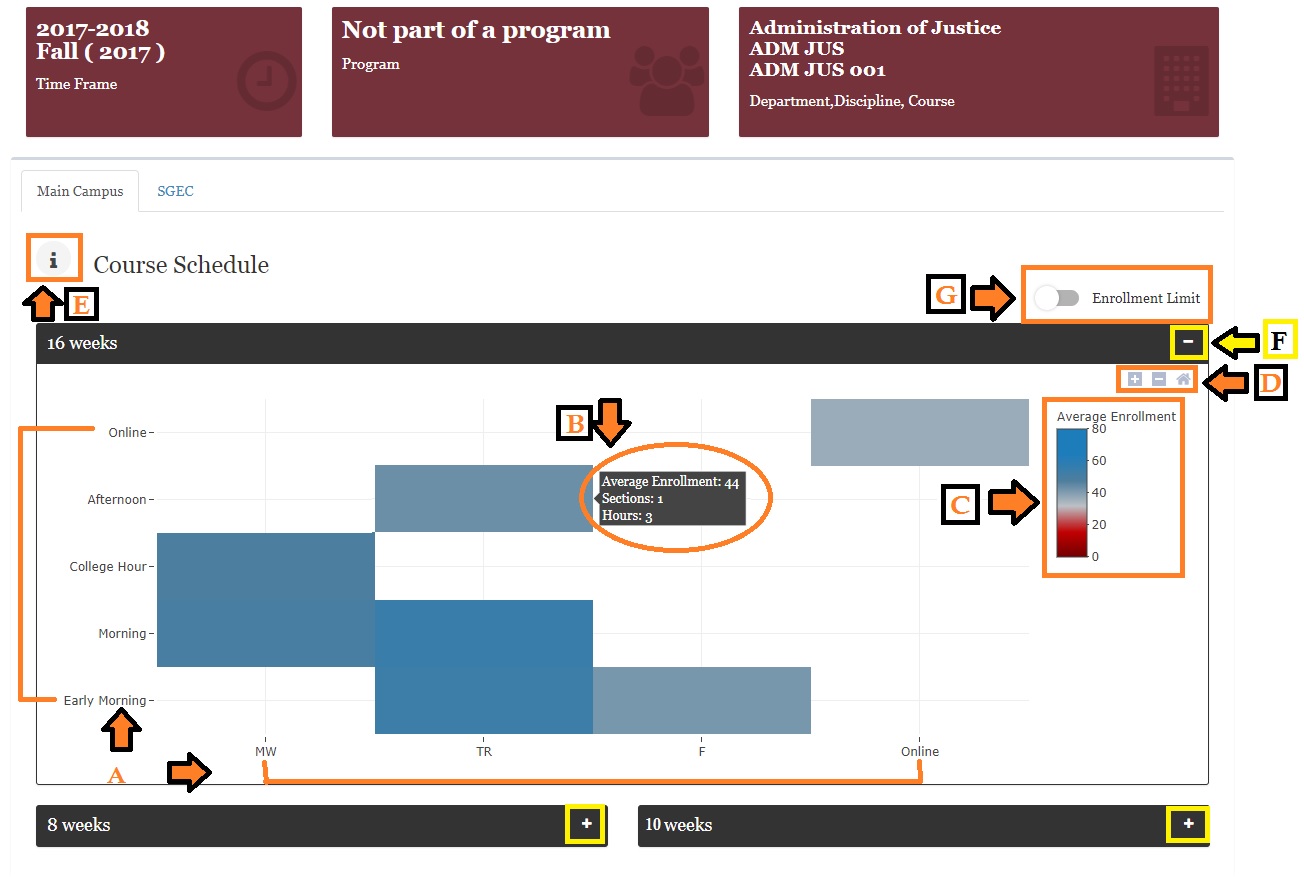 2017-2018
Fall ( 2017 )
Time Frame
Not part of a program
Program
Administration of Justice
ADM JUS
ADM JUS 001
Department,Discipline, Course
Main Campus
SGEC
i
Course Schedule
E
G
Enrollment Limit
16 weeks
F
D
B
Average Enrollment
80
60
40
20
0
C
Online
Afternoon
College Hour
Morning
Early Morning
Average Enrollment: 44
Sections: 1
Hours: 3
MW
TR
F
Online
A
8 weeks
+
10 weeks
+